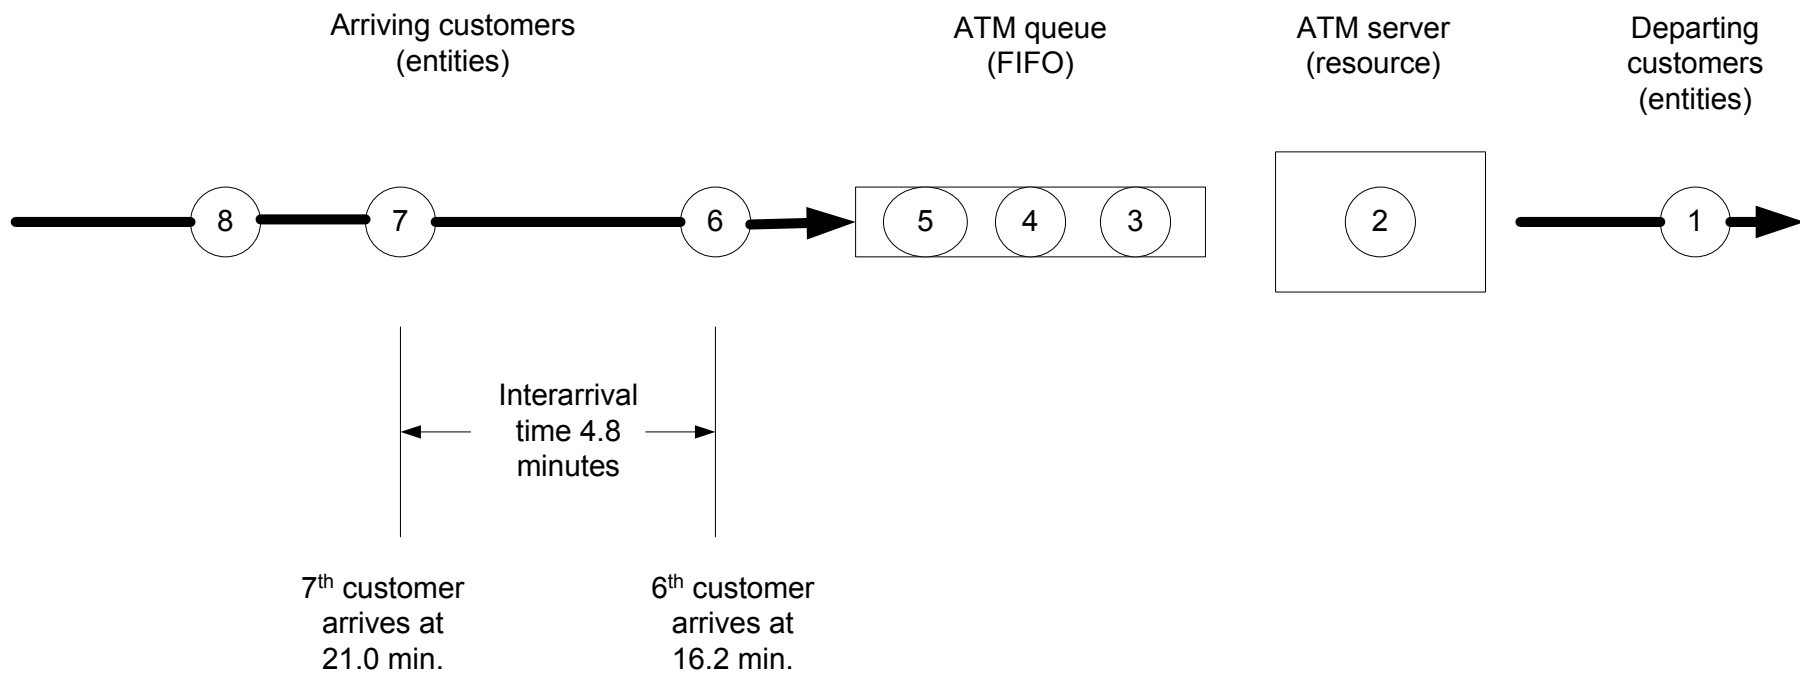 Arriving customers
(entities)
ATM queue
(FIFO)
ATM server
(resource)
Departing
customers
(entities)
8
7
6
5
4
3
2
1
Interarrival
time 4.8
minutes
7th customer
arrives at
21.0 min.
6th customer
arrives at
16.2 min.